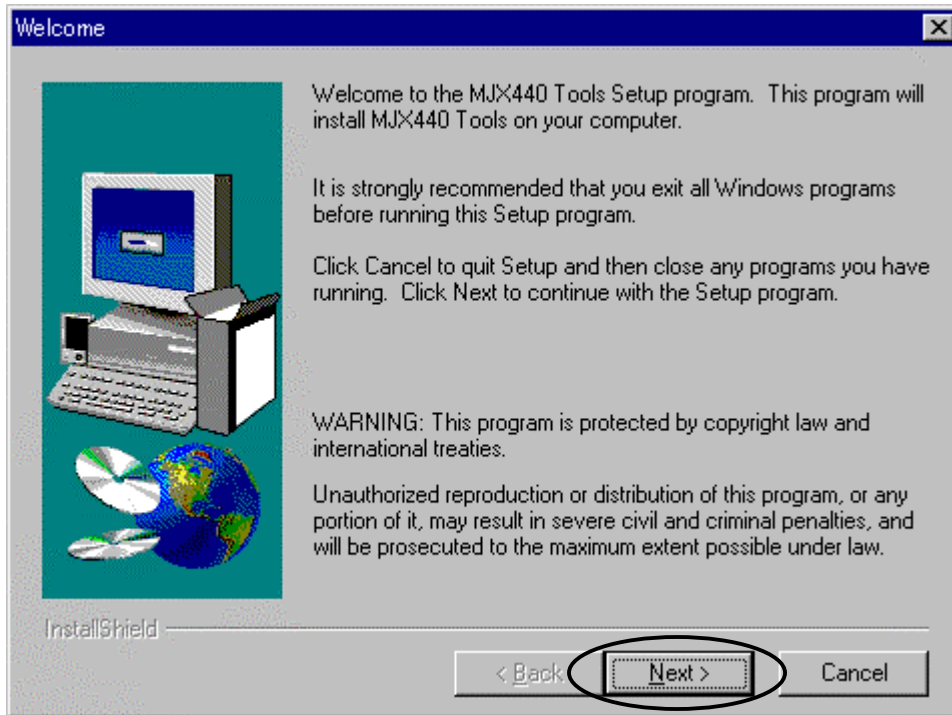 Welcome
Welcome to the MJX440 Tools Setup program. This program will
install MJX440 Tools on your computer.
It is strongly recommended that you exit all Windows programs
before running this Setup program.
Click Cancel to quit Setup and then close any programs you have
running. Click Next to continue with the Setup program.
WARNING: This program is protected by copyright law and
international treaties.
Unauthorized reproduction or distribution of this program, or any
portion of it, may result in severe civil and criminal penalties, and
will be prosecuted to the maximum extent possible under law.
InstallShield
< Back Next > Cancel